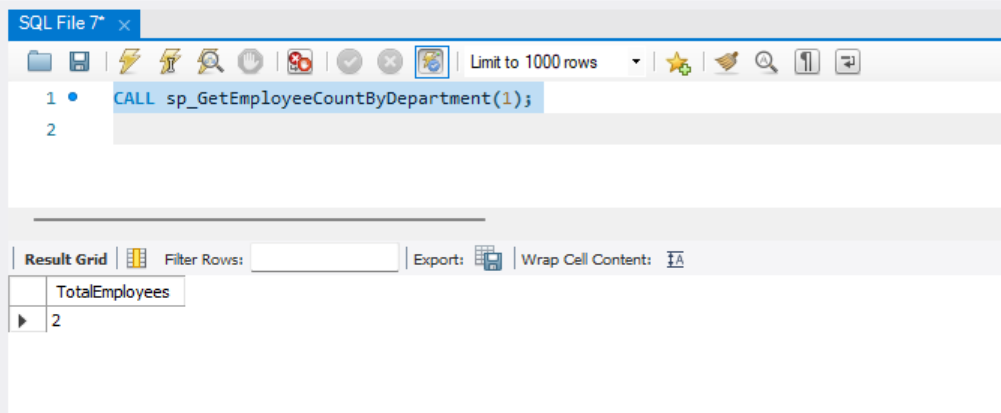 SQL File 7*
Limit to 1000 rows
1 CALL sp_GetEmployeeCountByDepartment(1);
2
Result Grid Filter Rows: Export: Wrap Cell Content: IA
TotalEmployees
2